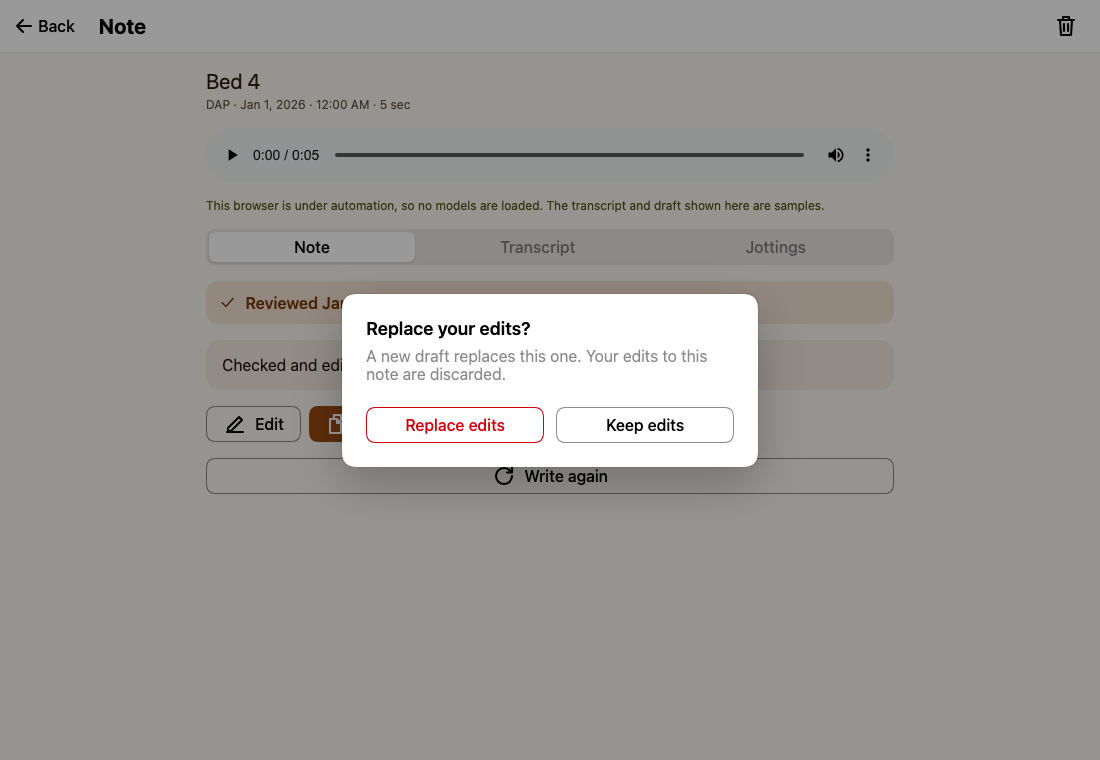 Back Note
Bed 4
DAP · Jan 1, 2026 · 12:00 AM · 5 sec
0:00 / 0:05
This browser is under automation, so no models are loaded. The transcript and draft shown here are samples.
Note Transcript Jottings
Reviewed
Replace your edits?
A new draft replaces this one. Your edits to this
note are discarded.
Replace edits Keep edits
Checked and
Edit
Write again